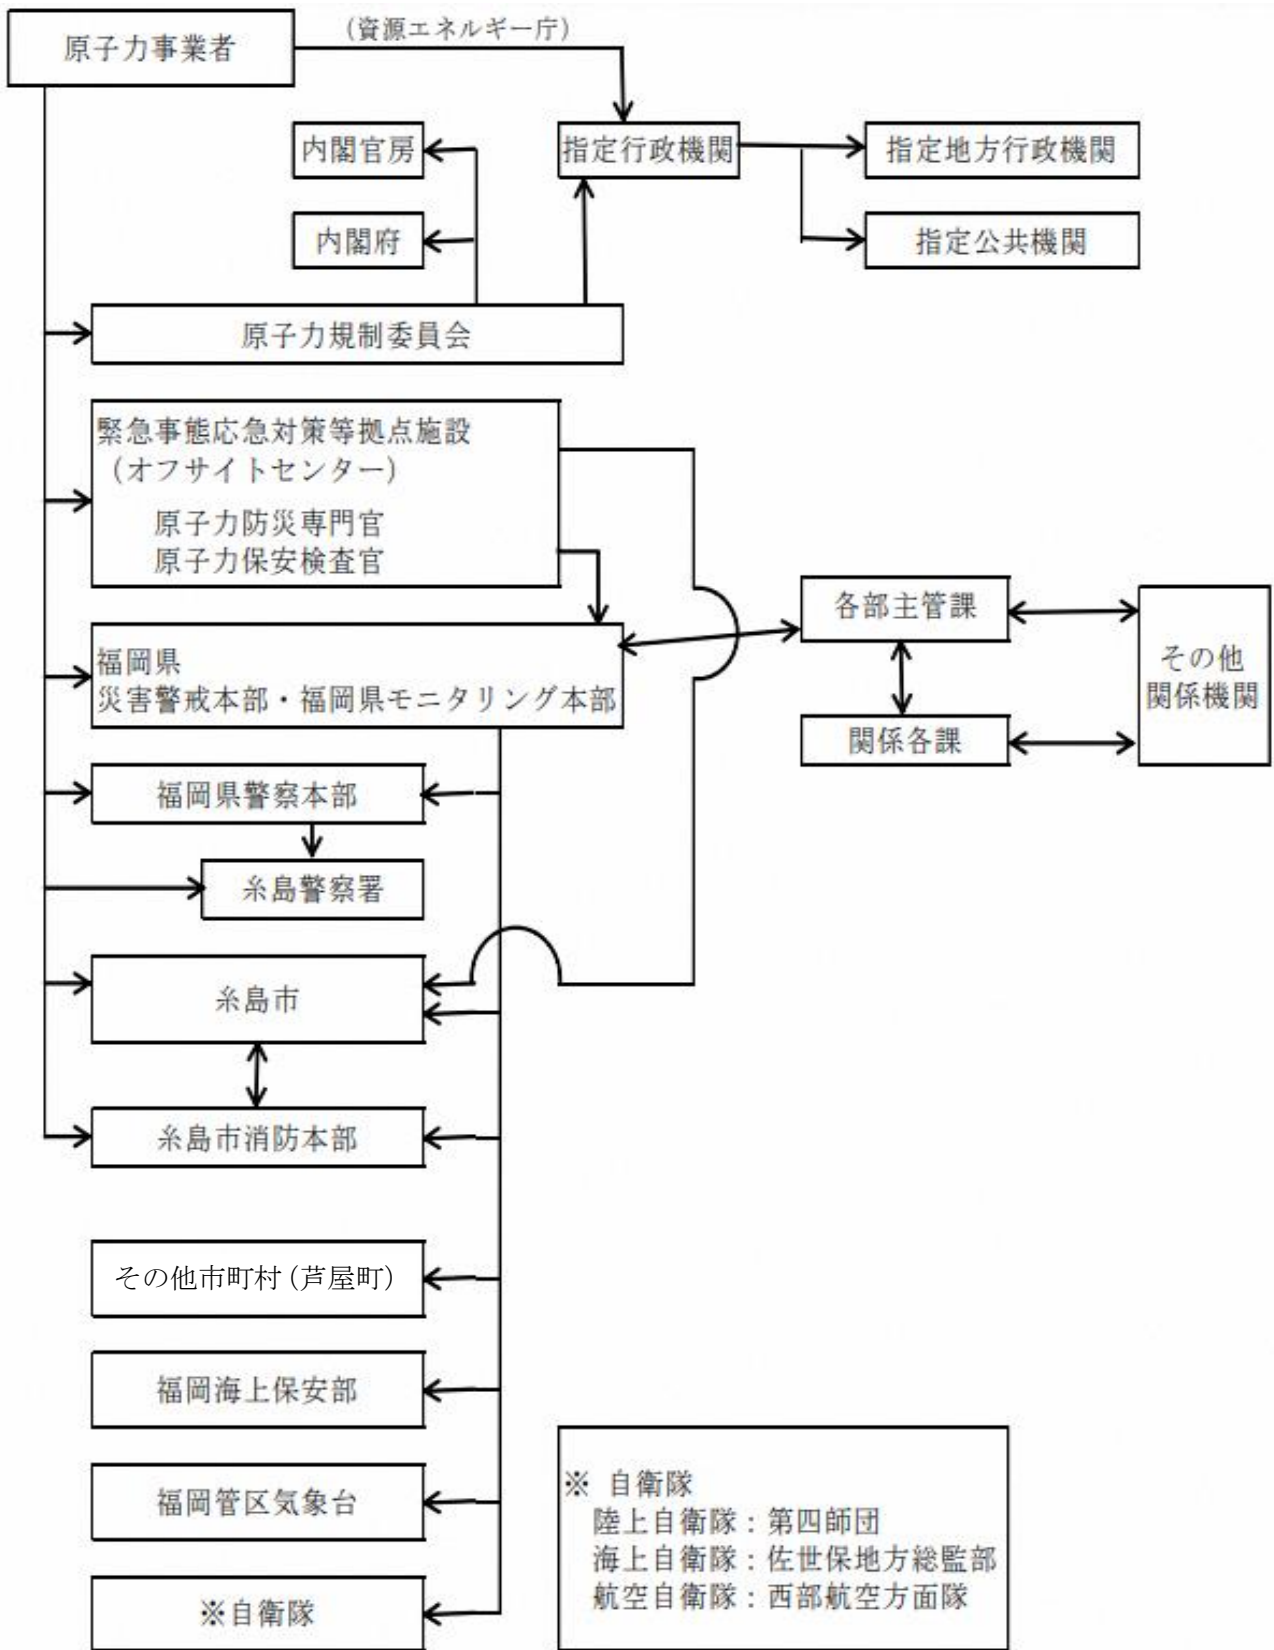 原子力事業者
(資源エネルギー庁)
内閣官房
指定行政機関
指定地方行政機関
内閣府
指定公共機関
原子力規制委員会
緊急事態応急対策等拠点施設
(オフサイトセンター)
原子力防災専門官
原子力保安検査官
各部主管課
その他
関係機関
福岡県
災害警戒本部・福岡県モニタリング本部
関係各課
福岡県警察本部
糸島警察署
糸島市
糸島市消防本部
その他市町村(芦屋町)
福岡海上保安部
福岡管区気象台
※自衛隊
※ 自衛隊
陸上自衛隊:第四師団
海上自衛隊:佐世保地方総監部
航空自衛隊:西部航空方面隊